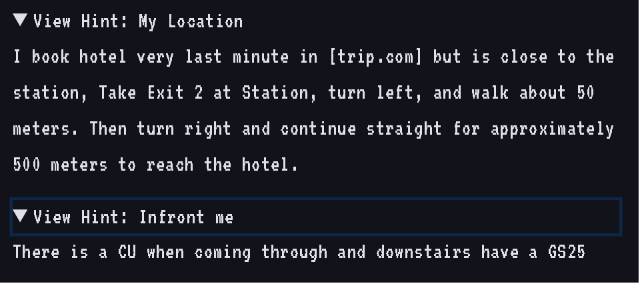 ▼ View Hint: My Location
I book hotel very last minute in [trip.com] but is close to the
station, Take Exit 2 at Station, turn left, and walk about 50
meters. Then turn right and continue straight for approximately
500 meters to reach the hotel.
▼ View Hint: Infront me
There is a CU when coming through and downstairs have a GS25